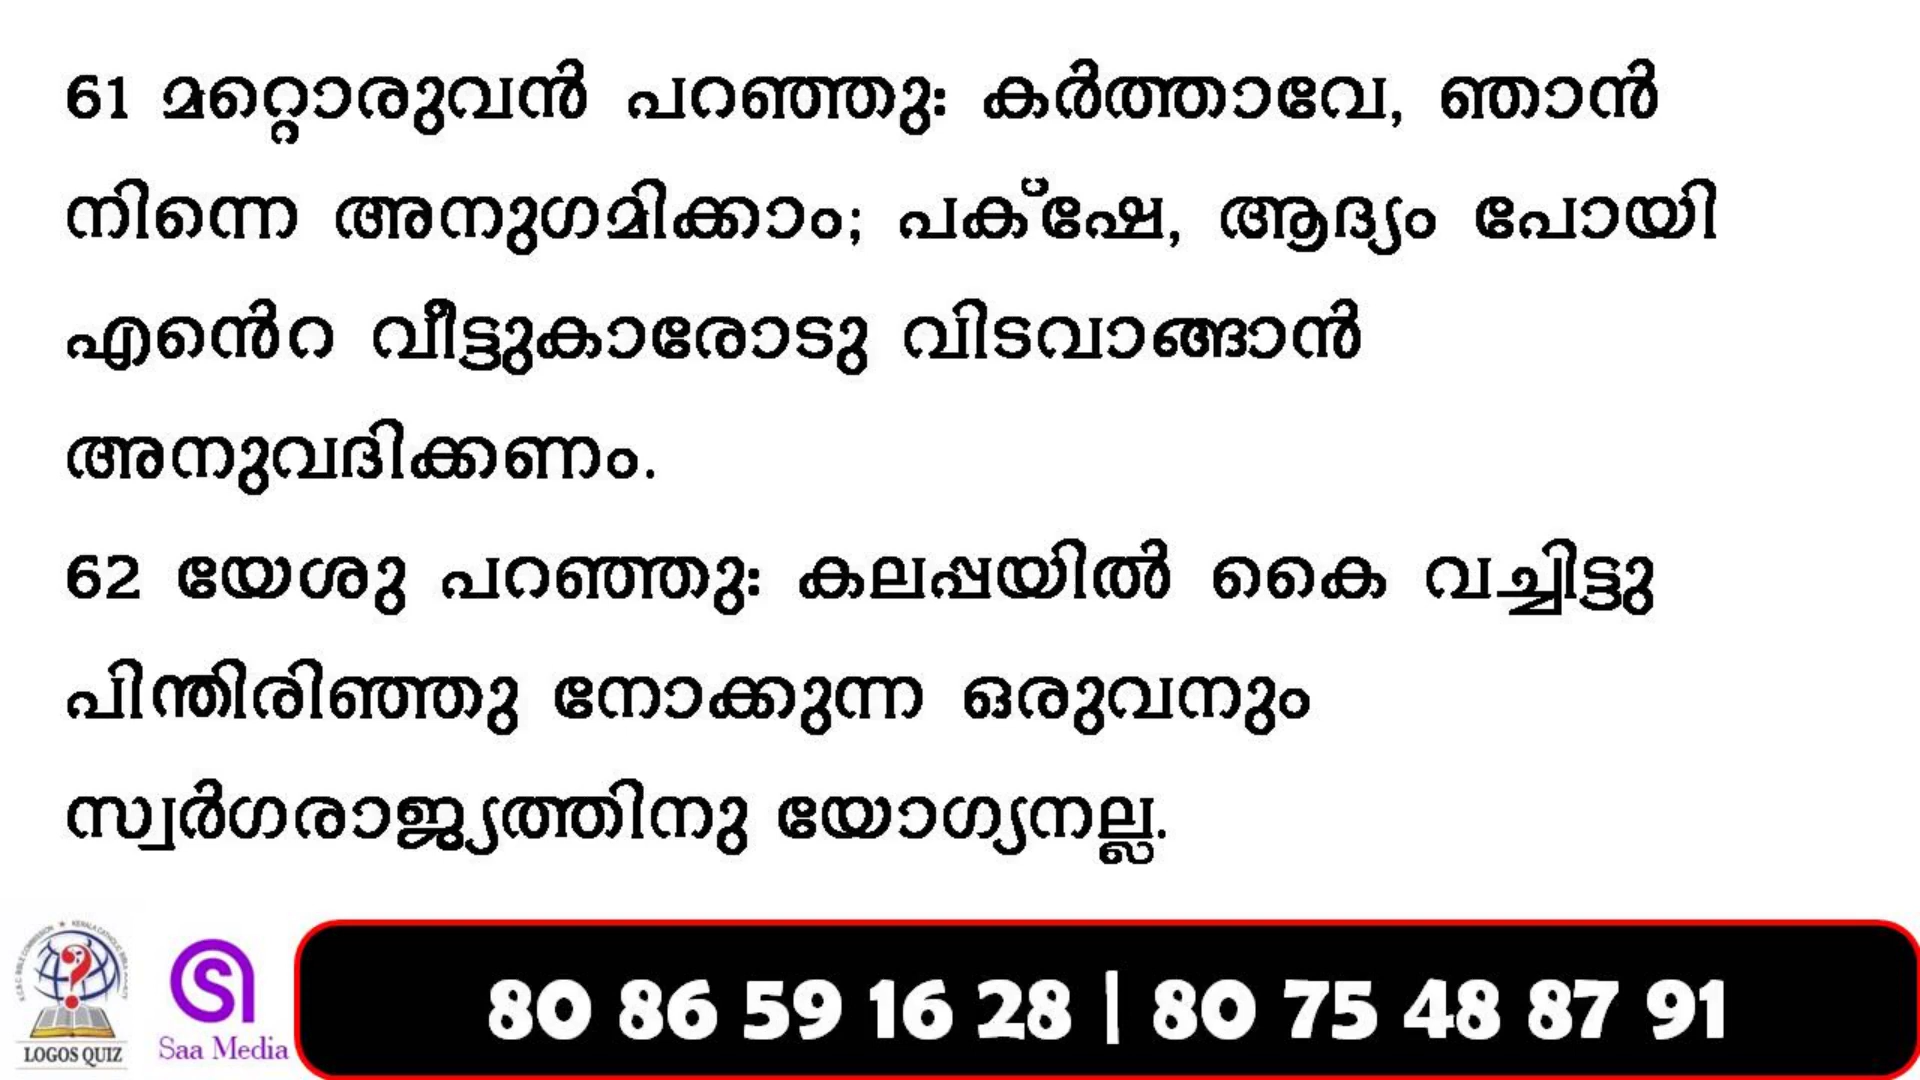 61 മറ്റൊരുവൻ പറഞ്ഞു: കർത്താവേ, ഞാൻ
നിന്നെ അനുഗമിക്കാം; പക്‌ഷേ, ആദ്യം പോയി
എൻെറ വീട്ടുകാരോടു വിടവാങ്ങാൻ
അനുവദിക്കണം.
62 യേശു പറഞ്ഞു: കലപ്പയിൽ കൈ വച്ചിട്ടു
പിന്തിരിഞ്ഞു നോക്കുന്ന ഒരുവനും
സ്വർഗരാജ്യത്തിനു യോഗ്യനല്ല.
LOGOS QUIZ
Saa Media
80 86 59 16 28 | 80 75 48 87 91